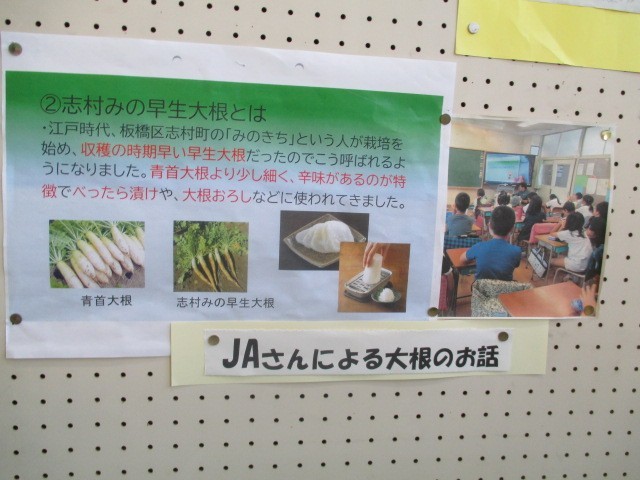 ②志村みの早生大根とは
・江戸時代、板橋区志村町の「みのきち」という人が栽培を
始め、収穫の時期早い早生大根だったのでこう呼ばれるよ
うになりました。青首大根より少し細く、辛味があるのが特
徴でべったら漬けや、大根おろしなどに使われてきました。
青首大根
志村みの早生大根
JAさんによる大根のお話